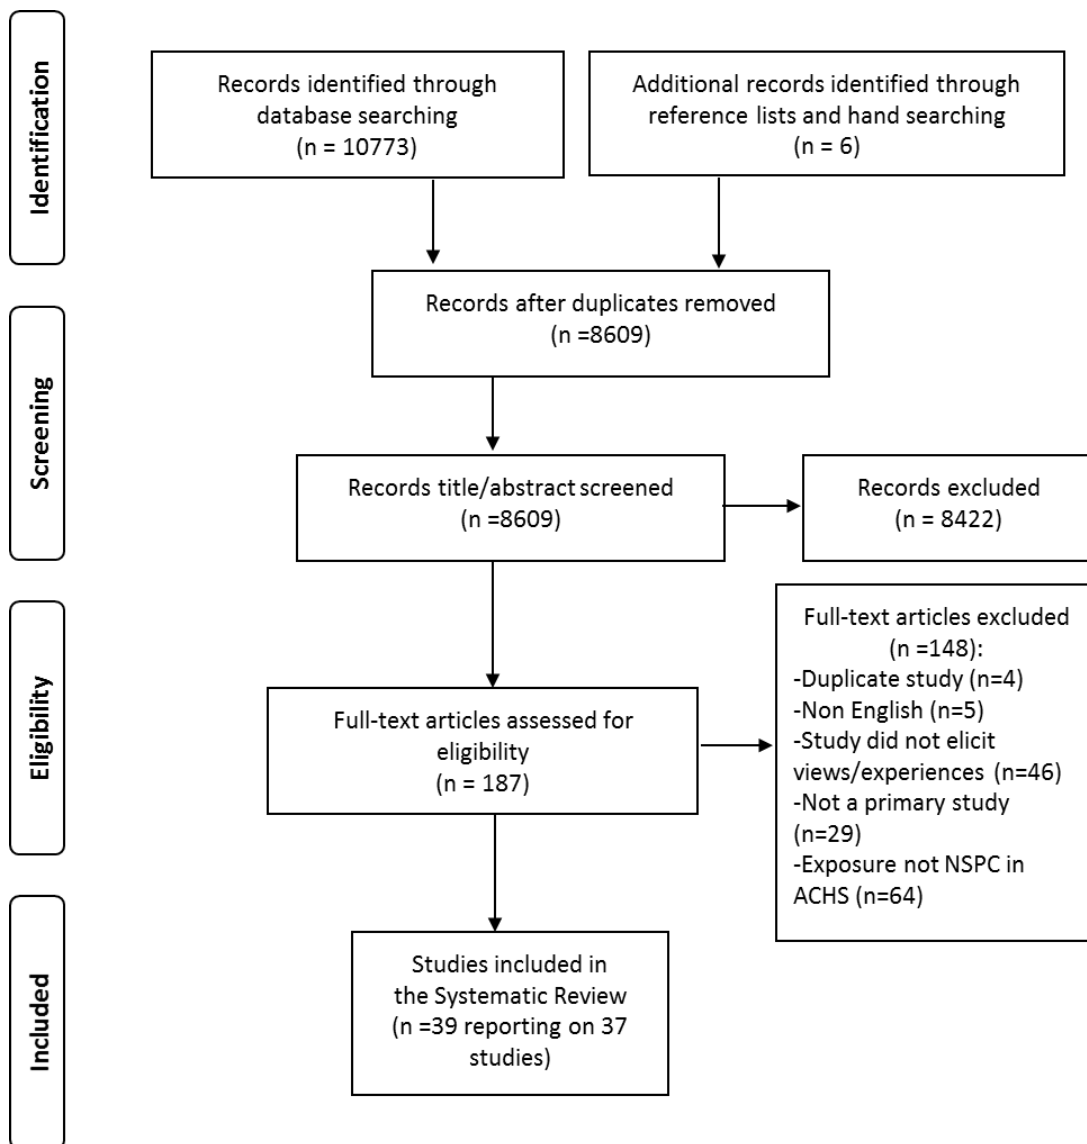 Identification
Records identified through
database searching
(n = 10773)
Additional records identified through
reference lists and hand searching
(n = 6)
Records after duplicates removed
(n =8609)
Screening
Records title/abstract screened
(n =8609)
Records excluded
(n = 8422)
Eligibility
Full-text articles assessed for
eligibility
(n = 187)
Full-text articles excluded
(n =148):
-Duplicate study (n=4)
-Non English (n=5)
-Study did not elicit
views/experiences (n=46)
-Not a primary study
(n=29)
-Exposure not NSPC in
ACHS (n=64)
Included
Studies included in
the Systematic Review
(n =39 reporting on 37
studies)